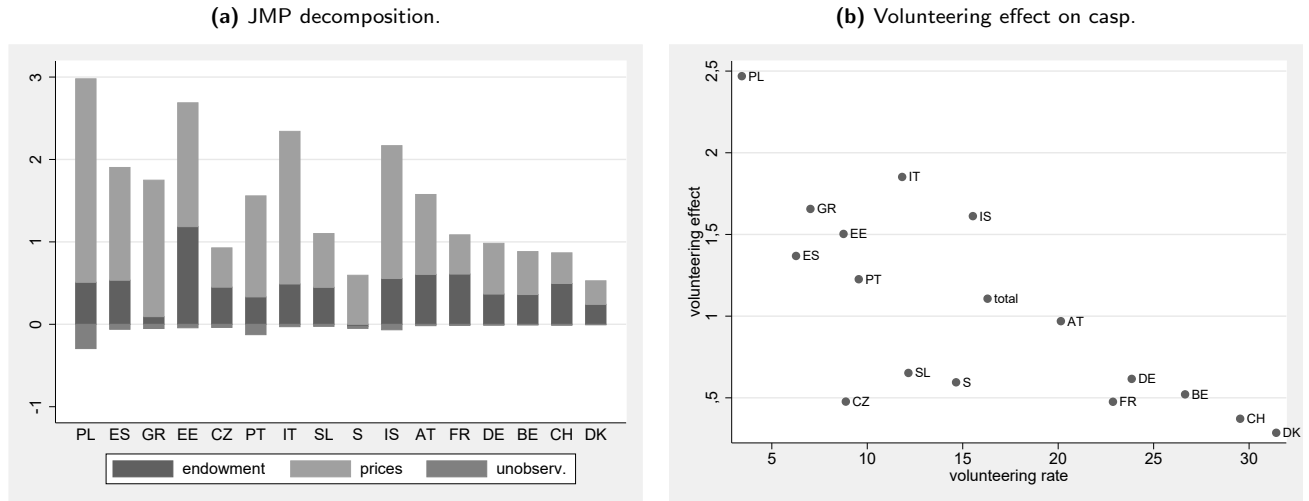 (a) JMP decomposition.
3
2
1
0
-1
PL ES GR EE CZ PT IT SL S IS AT FR DE BE CH DK
endowment prices unobserv.
(b) Volunteering effect on casp.
volunteering effect
2,5
2
1,5
1
,5
PL
IT
GR
IS
EE
ES
PT
total
AT
SL
S
DE
CZ
FR
BE
CH
DK
5 10 15 20 25 30
volunteering rate